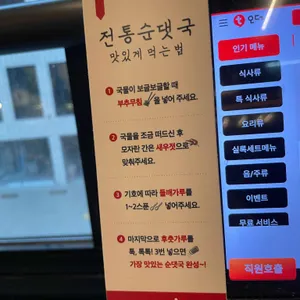 전통순댓국
맛있게 먹는 법
1 국물이 보글보글할 때
부추무침을 넣어 주세요.
2 국물을 조금 떠드신 후
모자란 간은 새우젓으로
맞춰주세요.
3 기호에 따라 들깨가루를
1~2스푼 넣어주세요.
4 마지막으로 후춧가루를
톡, 톡톡! 3번 넣으면
가장 맛있는 순댓국 완성~!
인기 메뉴
식사류
특 식사류
요리류
실록세트메뉴
음/주류
이벤트
무료 서비스
직원호출